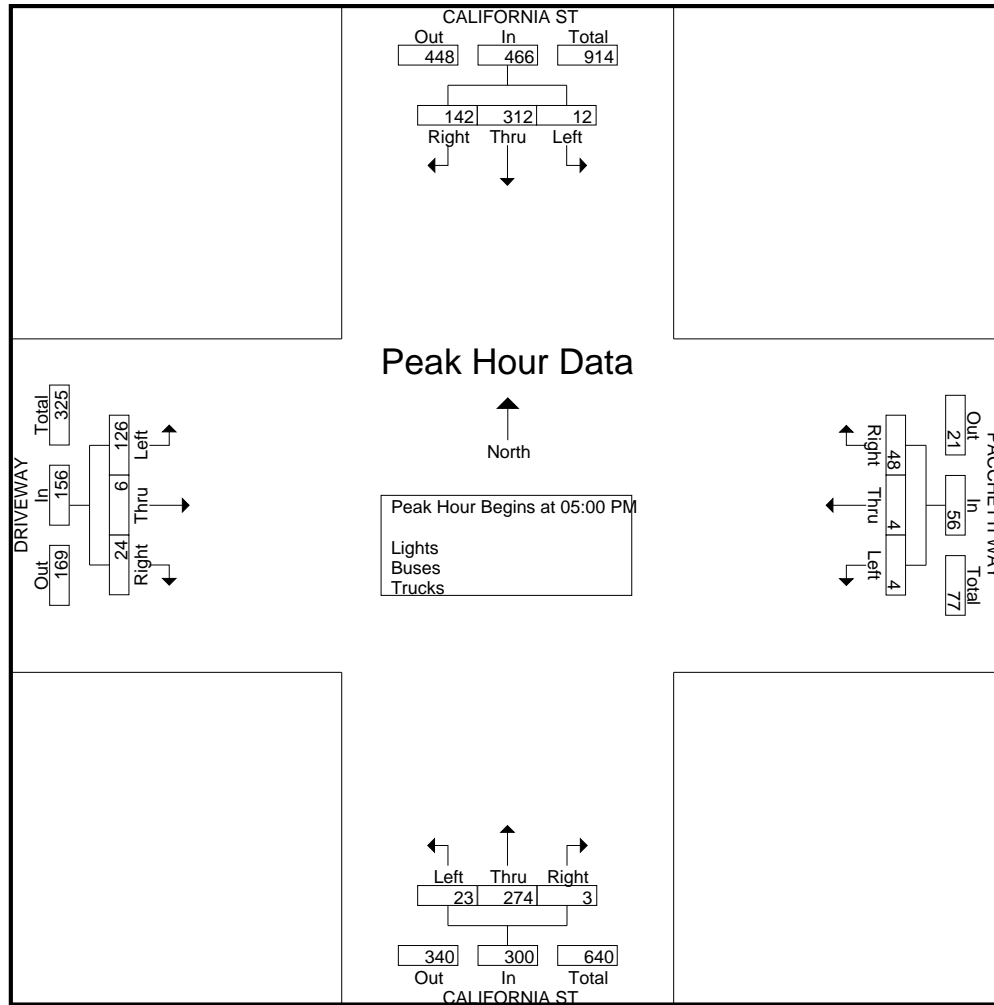 CALIFORNIA ST
Out In Total
448 466 914
142 312 12
Right Thru Left
Peak Hour Data
North
Peak Hour Begins at 05:00 PM
Lights
Buses
Trucks
DRIVEWAY
Out In Total
169 156 325
24 6 126
Right Thru Left
WAY
Out In Total
21 56 77
48 4 4
Right Thru Left
Left Thru Right
23 274 3
340 300 640
Out In Total
CALIFORNIA ST